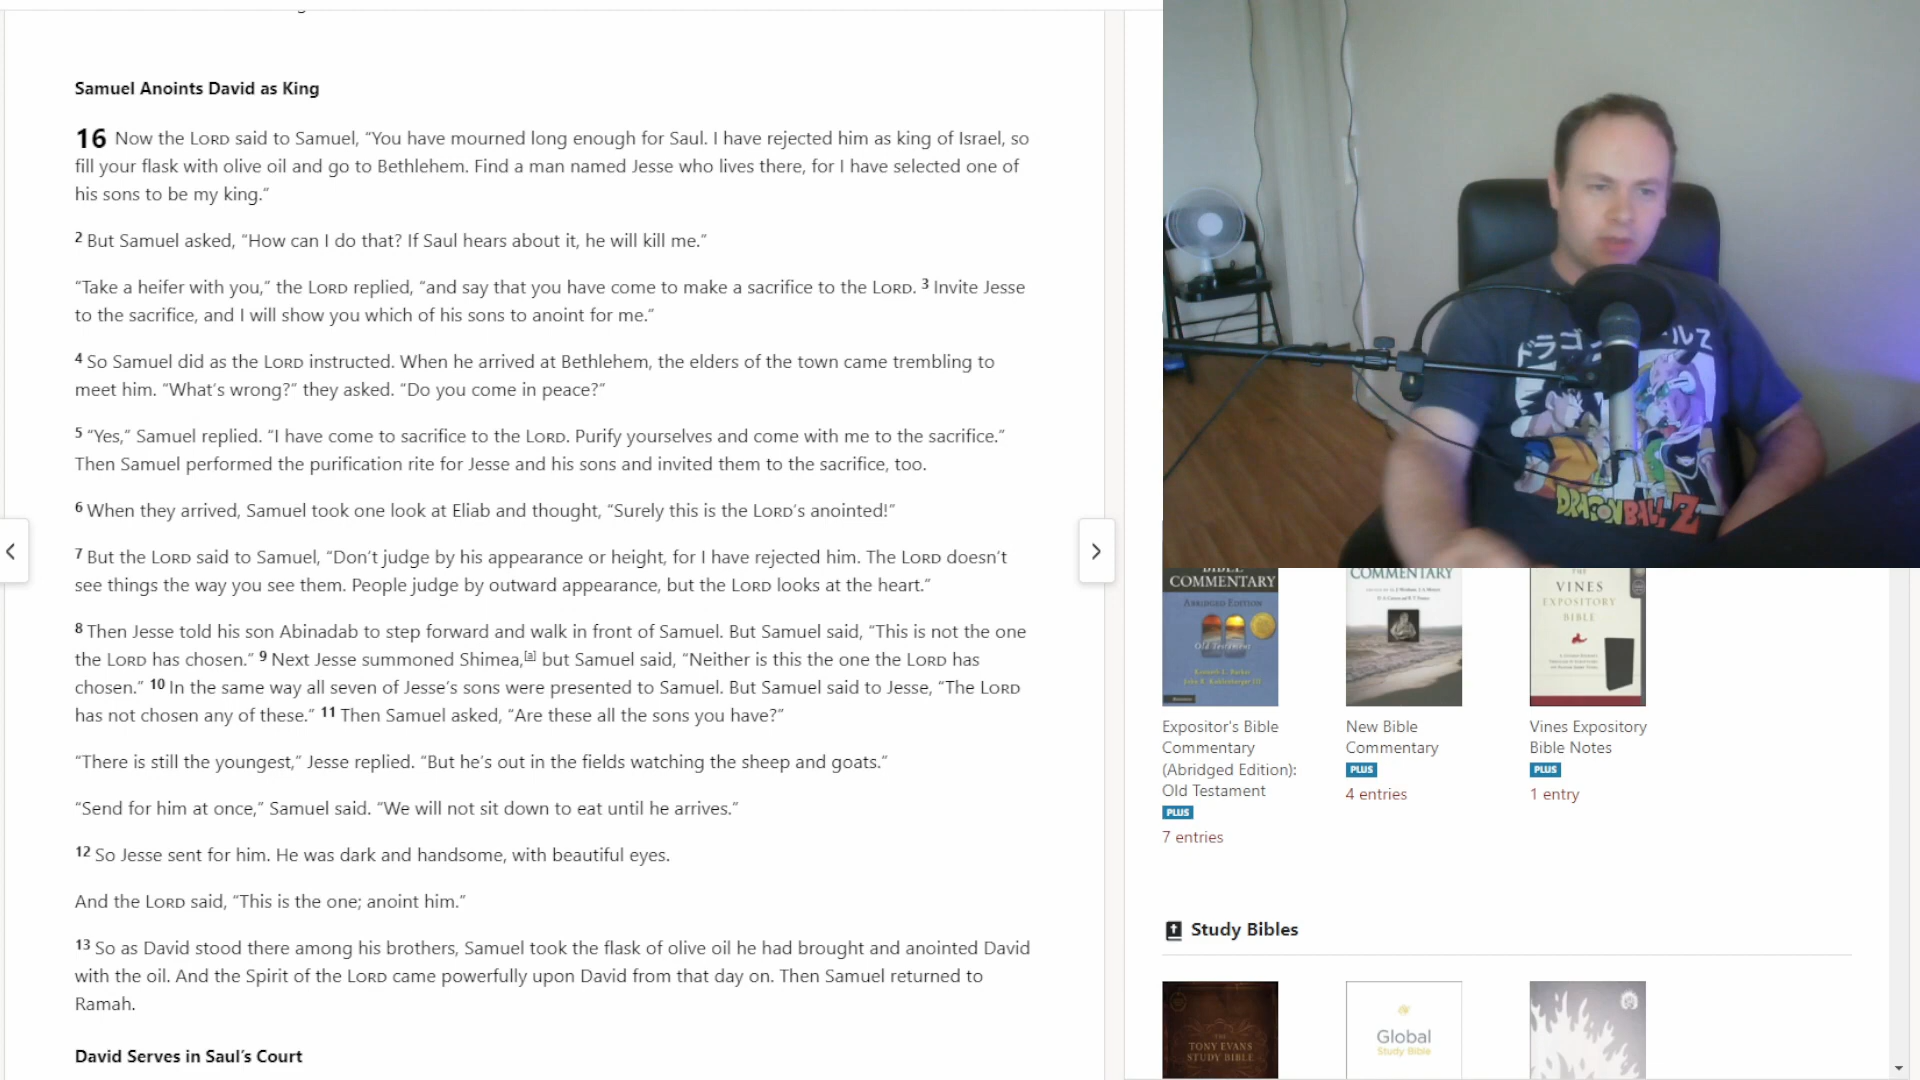 Samuel Anoints David as King
16 Now the LORD said to Samuel, “You have mourned long enough for Saul. I have rejected him as king of Israel, so
fill your flask with olive oil and go to Bethlehem. Find a man named Jesse who lives there, for I have selected one of
his sons to be my king.”
2 But Samuel asked, “How can I do that? If Saul hears about it, he will kill me.”
“Take a heifer with you,” the LORD replied, “and say that you have come to make a sacrifice to the LORD. 3 Invite Jesse
to the sacrifice, and I will show you which of his sons to anoint for me.”
4 So Samuel did as the LORD instructed. When he arrived at Bethlehem, the elders of the town came trembling to
meet him. “What’s wrong?” they asked. “Do you come in peace?”
5 “Yes,” Samuel replied. “I have come to sacrifice to the LORD. Purify yourselves and come with me to the sacrifice.”
Then Samuel performed the purification rite for Jesse and his sons and invited them to the sacrifice, too.
6 When they arrived, Samuel took one look at Eliab and thought, “Surely this is the LORD’s anointed!”
7 But the LORD said to Samuel, “Don’t judge by his appearance or height, for I have rejected him. The LORD doesn’t
see things the way you see them. People judge by outward appearance, but the LORD looks at the heart.”
8 Then Jesse told his son Abinadab to step forward and walk in front of Samuel. But Samuel said, “This is not the one
the LORD has chosen.” 9 Next Jesse summoned Shimea,[a] but Samuel said, “Neither is this the one the LORD has
chosen.” 10 In the same way all seven of Jesse’s sons were presented to Samuel. But Samuel said to Jesse, “The LORD
has not chosen any of these.” 11 Then Samuel asked, “Are these all the sons you have?”
“There is still the youngest,” Jesse replied. “But he’s out in the fields watching the sheep and goats.”
“Send for him at once,” Samuel said. “We will not sit down to eat until he arrives.”
12 So Jesse sent for him. He was dark and handsome, with beautiful eyes.
And the LORD said, “This is the one; anoint him.”
13 So as David stood there among his brothers, Samuel took the flask of olive oil he had brought and anointed David
with the oil. And the Spirit of the LORD came powerfully upon David from that day on. Then Samuel returned to
Ramah.
David Serves in Saul’s Court
ドラゴ
ルZ
DRAGON BALL Z
BIBLE
COMMENTARY
ABRIDGED EDITION
Old Testament
Kenneth L. Barker
John R. Kohlenberger III
COMMENTARY
THE
VINES
EXPOSITORY
BIBLE
Expositor's Bible
Commentary
(Abridged Edition):
Old Testament
PLUS
7 entries
New Bible
Commentary
PLUS
4 entries
Vines Expository
Bible Notes
PLUS
1 entry
Study Bibles
THE
TONY EVANS
STUDY BIBLE
Global
Study Bible